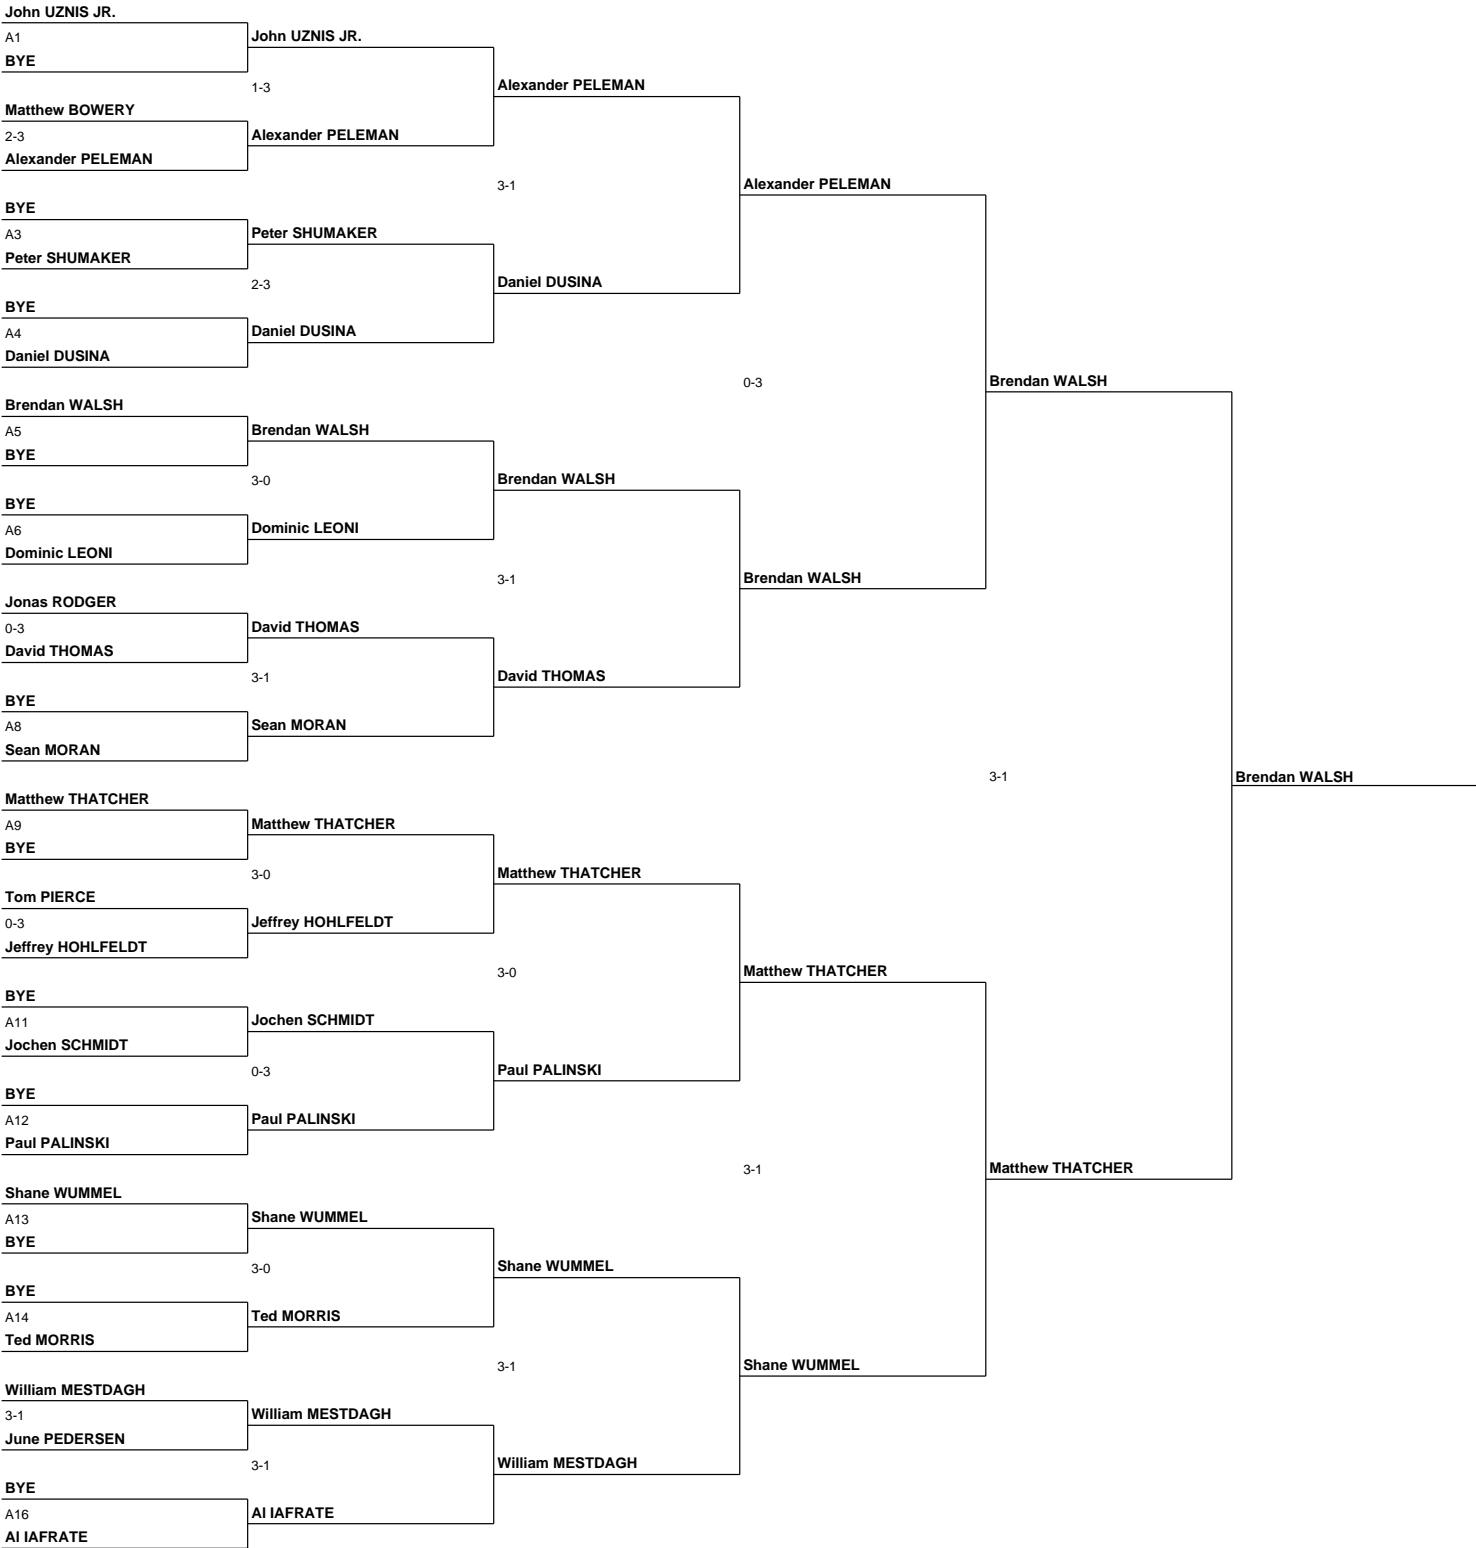 John UZNIS JR.
A1
BYE
Matthew BOWERY
2-3
Alexander PELEMAN
BYE
A3
Peter SHUMAKER
BYE
A4
Daniel DUSINA
Brendan WALSH
A5
BYE
BYE
A6
Dominic LEONI
Jonas RODGER
0-3
David THOMAS
BYE
A8
Sean MORAN
Matthew THATCHER
A9
BYE
Tom PIERCE
0-3
Jeffrey HOHLFELDT
BYE
A11
Jochen SCHMIDT
BYE
A12
Paul PALINSKI
Shane WUMMEL
A13
BYE
BYE
A14
Ted MORRIS
William MESTDAGH
3-1
June PEDERSEN
BYE
A16
Al IAFRATE
John UZNIS JR.
1-3
Alexander PELEMAN
Peter SHUMAKER
2-3
Daniel DUSINA
Brendan WALSH
3-0
Dominic LEONI
David THOMAS
3-1
Sean MORAN
Matthew THATCHER
3-0
Jeffrey HOHLFELDT
Jochen SCHMIDT
0-3
Paul PALINSKI
Shane WUMMEL
3-0
Ted MORRIS
William MESTDAGH
3-1
Al IAFRATE
Alexander PELEMAN
3-1
Daniel DUSINA
Brendan WALSH
3-1
David THOMAS
Matthew THATCHER
3-0
Paul PALINSKI
Shane WUMMEL
3-1
William MESTDAGH
Alexander PELEMAN
0-3
Brendan WALSH
Matthew THATCHER
3-1
Shane WUMMEL
Brendan WALSH
3-1
Matthew THATCHER
Brendan WALSH